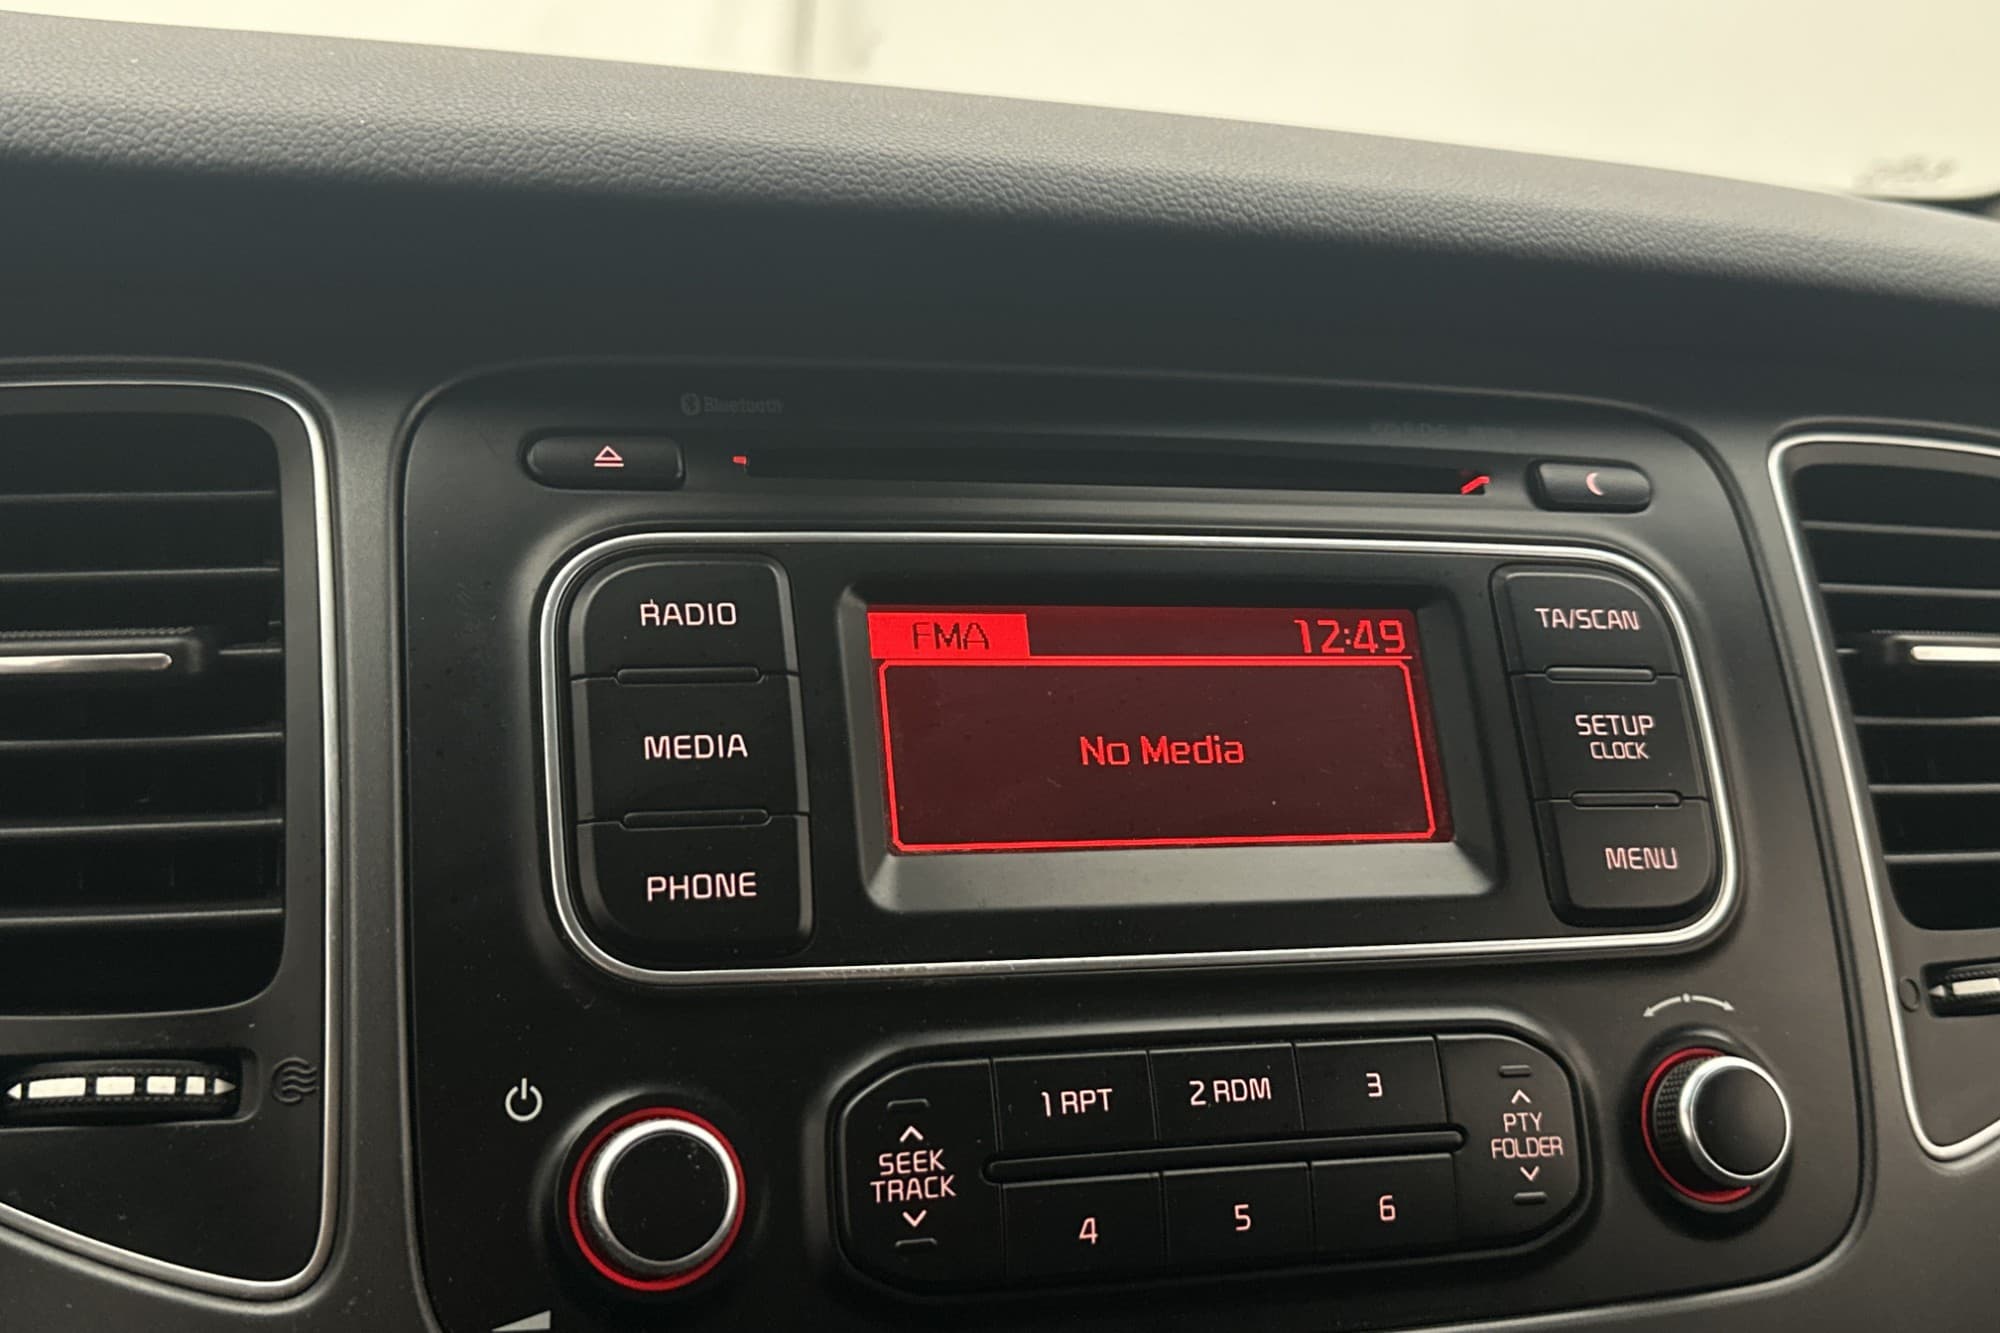 Bluetooth
RADIO
MEDIA
PHONE
FMA
12:49
No Media
TA/SCAN
SETUP
CLOCK
MENU
SEEK
TRACK
1 RPT
2 RDM
3
4
5
6
PTY
FOLDER